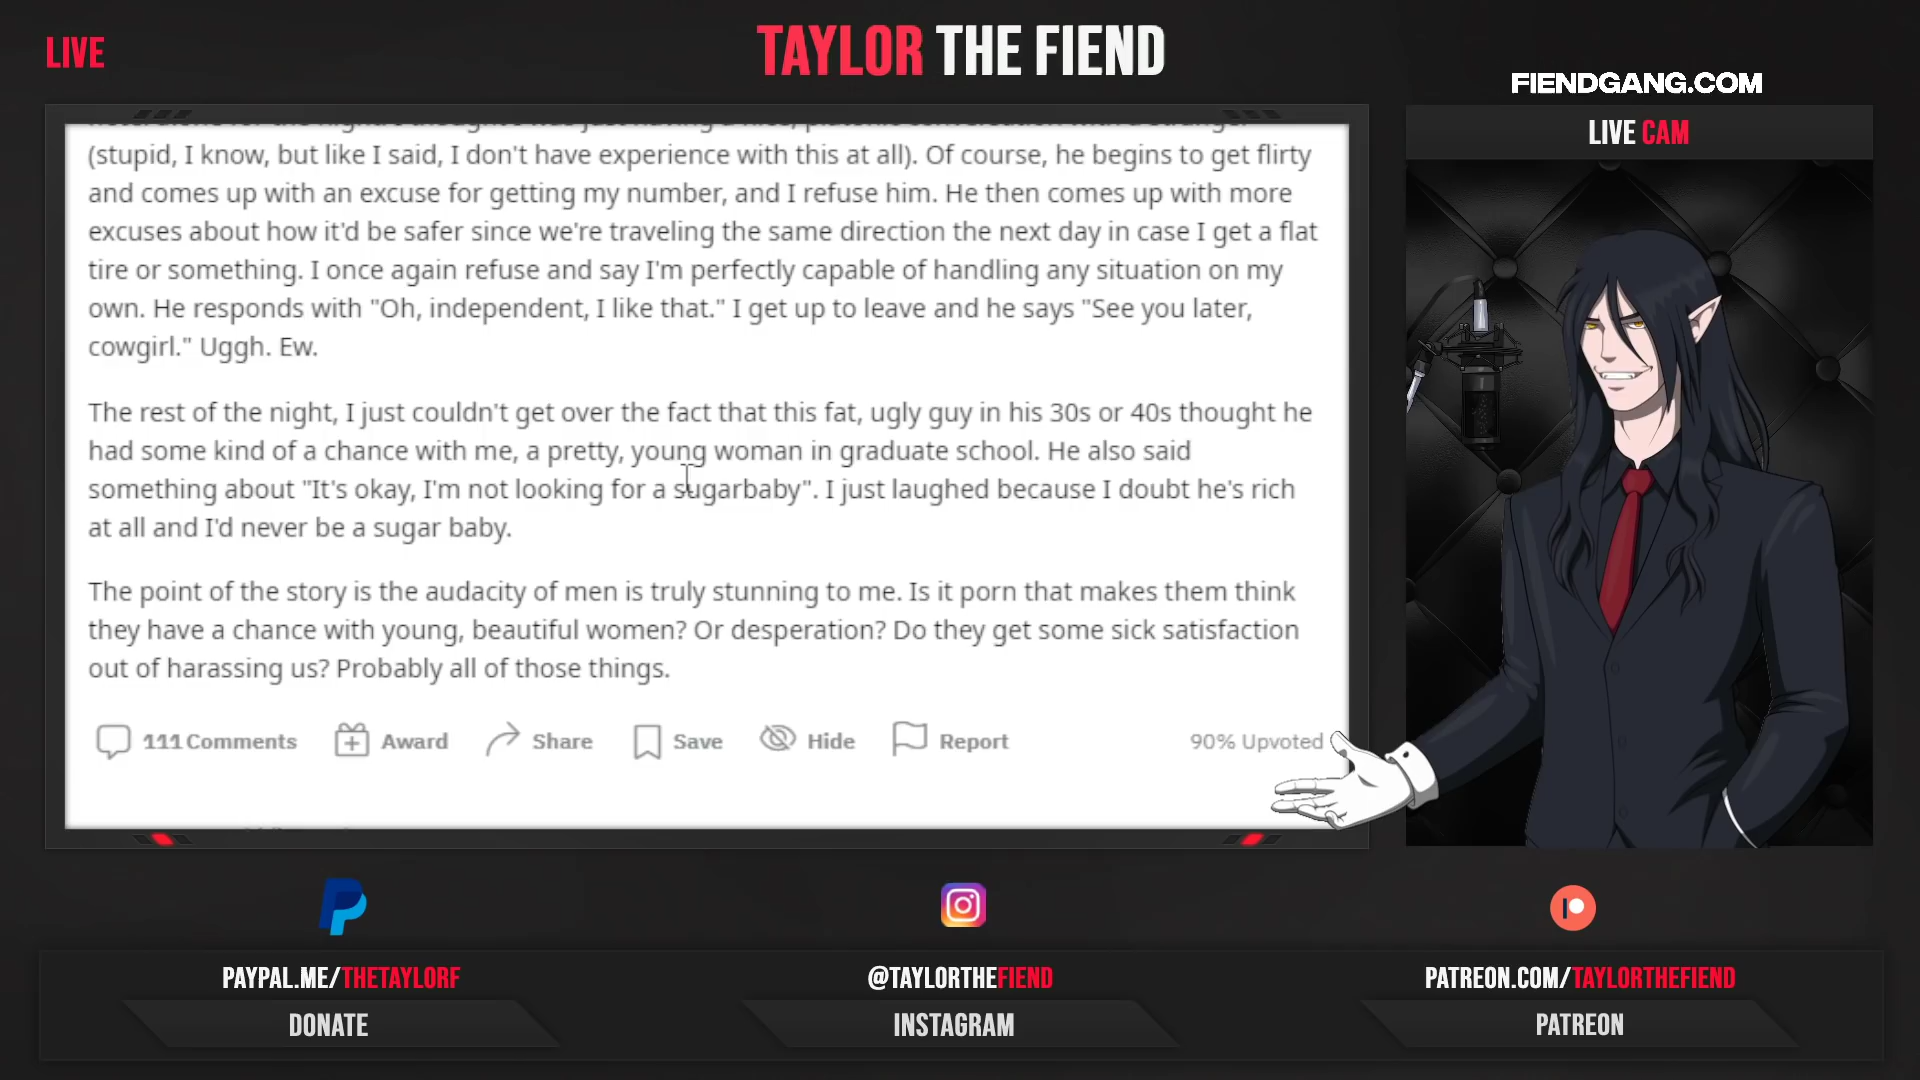 LIVE
TAYLOR THE FIEND
FIENDGANG.COM
LIVE CAM
(stupid, I know, but like I said, I don't have experience with this at all). Of course, he begins to get flirty
and comes up with an excuse for getting my number, and I refuse him. He then comes up with more
excuses about how it'd be safer since we're traveling the same direction the next day in case I get a flat
tire or something. I once again refuse and say I'm perfectly capable of handling any situation on my
own. He responds with "Oh, independent, I like that." I get up to leave and he says "See you later,
cowgirl." Uggh. Ew.
The rest of the night, I just couldn't get over the fact that this fat, ugly guy in his 30s or 40s thought he
had some kind of a chance with me, a pretty, young woman in graduate school. He also said
something about "It's okay, I'm not looking for a sugarbaby". I just laughed because I doubt he's rich
at all and I'd never be a sugar baby.
The point of the story is the audacity of men is truly stunning to me. Is it porn that makes them think
they have a chance with young, beautiful women? Or desperation? Do they get some sick satisfaction
out of harassing us? Probably all of those things.
111 Comments Award Share Save Hide Report 90% Upvoted
PAYPAL.ME/THETAYLORF
DONATE
@TAYLORTHEFIEND
INSTAGRAM
PATREON.COM/TAYLORTHEFIEND
PATREON